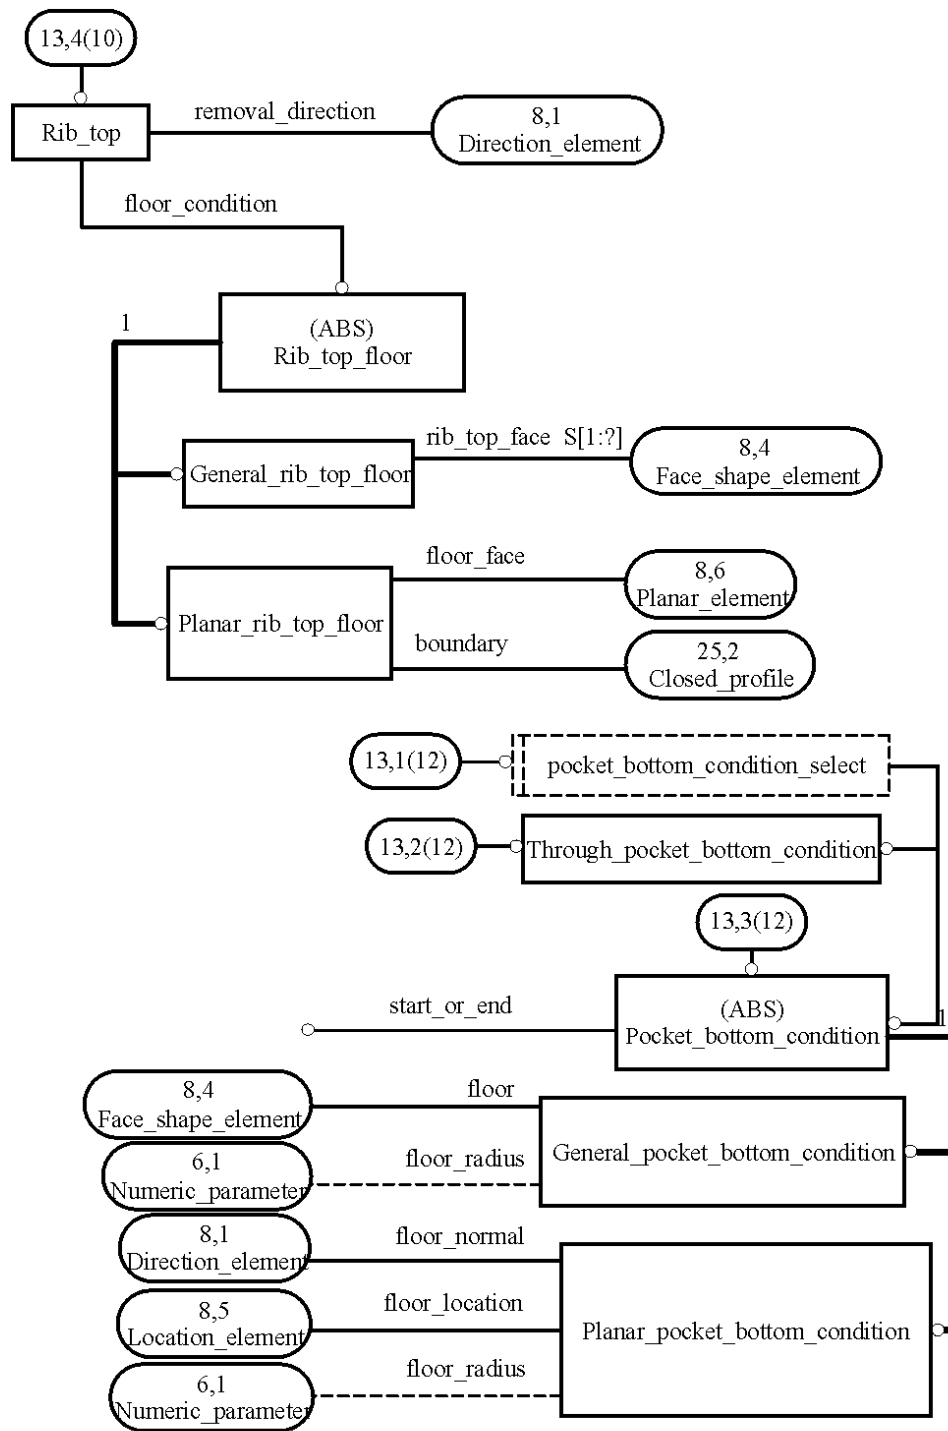 13,4(10)
Rib_top
removal_direction
8,1
Direction_element
floor_condition
1
(ABS)
Rib_top_floor
General_rib_top_floor
rib_top_face S[1:?]
8,4
Face_shape_element
Planar_rib_top_floor
floor_face
8,6
Planar_element
boundary
25,2
Closed_profile
13,1(12)
pocket_bottom_condition_select
13,2(12)
Through_pocket_bottom_condition
13,3(12)
start_or_end
(ABS)
Pocket_bottom_condition
1
8,4
Face_shape_element
floor
6,1
Numeric_parameter
floor_radius
General_pocket_bottom_condition
8,1
Direction_element
floor_normal
8,5
Location_element
floor_location
Planar_pocket_bottom_condition
6,1
Numeric_parameter
floor_radius